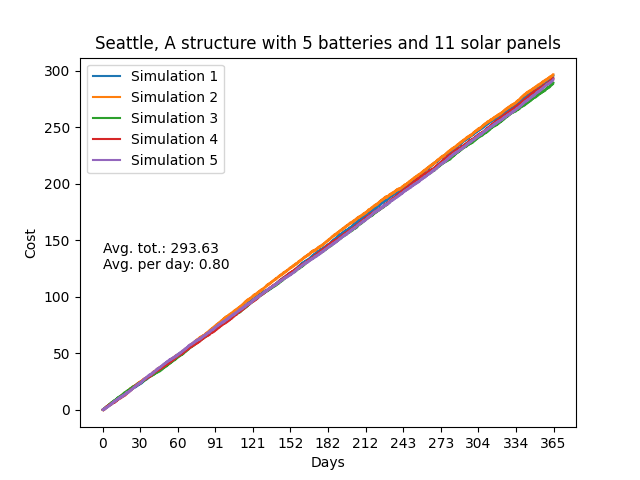 Seattle, A structure with 5 batteries and 11 solar panels
300
250
200
150
100
50
0
Cost
Simulation 1
Simulation 2
Simulation 3
Simulation 4
Simulation 5
Avg. tot.: 293.63
Avg. per day: 0.80
0 30 60 91 121 152 182 212 243 273 304 334 365
Days